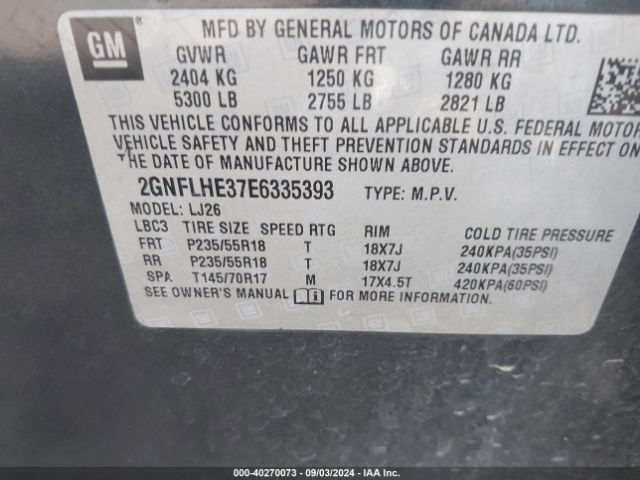 GM
MFD BY GENERAL MOTORS OF CANADA LTD.
GVWR GAWR FRT GAWR RR
2404 KG 1250 KG 1280 KG
5300 LB 2755 LB 2821 LB
THIS VEHICLE CONFORMS TO ALL APPLICABLE U.S. FEDERAL MOTOR
VEHICLE SAFETY AND THEFT PREVENTION STANDARDS IN EFFECT ON
THE DATE OF MANUFACTURE SHOWN ABOVE.
2GNFLHE37E6335393 TYPE: M.P.V.
MODEL: LJ26
LBC3 TIRE SIZE SPEED RTG RIM COLD TIRE PRESSURE
FRT P235/55R18 T 18X7J 240KPA(35PSI)
RR P235/55R18 T 18X7J 240KPA(35PSI)
SPA T145/70R17 M 17X4.5T 420KPA(60PSI)
SEE OWNER'S MANUAL FOR MORE INFORMATION.
000-40270073 - 09/03/2024 - IAA Inc.